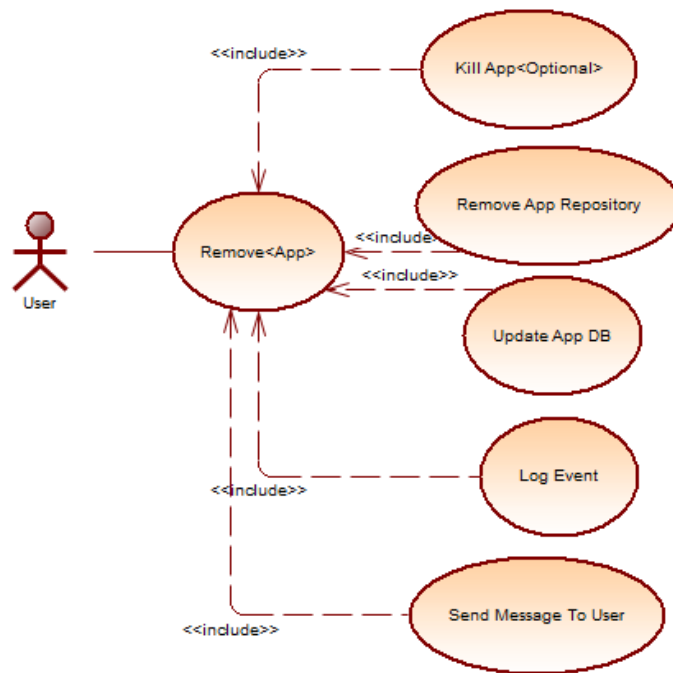 <<include>>
Kill App<Optional>
Remove App Repository
<<include>>
Remove<App>
<<include>>
User
Update App DB
Log Event
<<include>>
Send Message To User
<<include>>